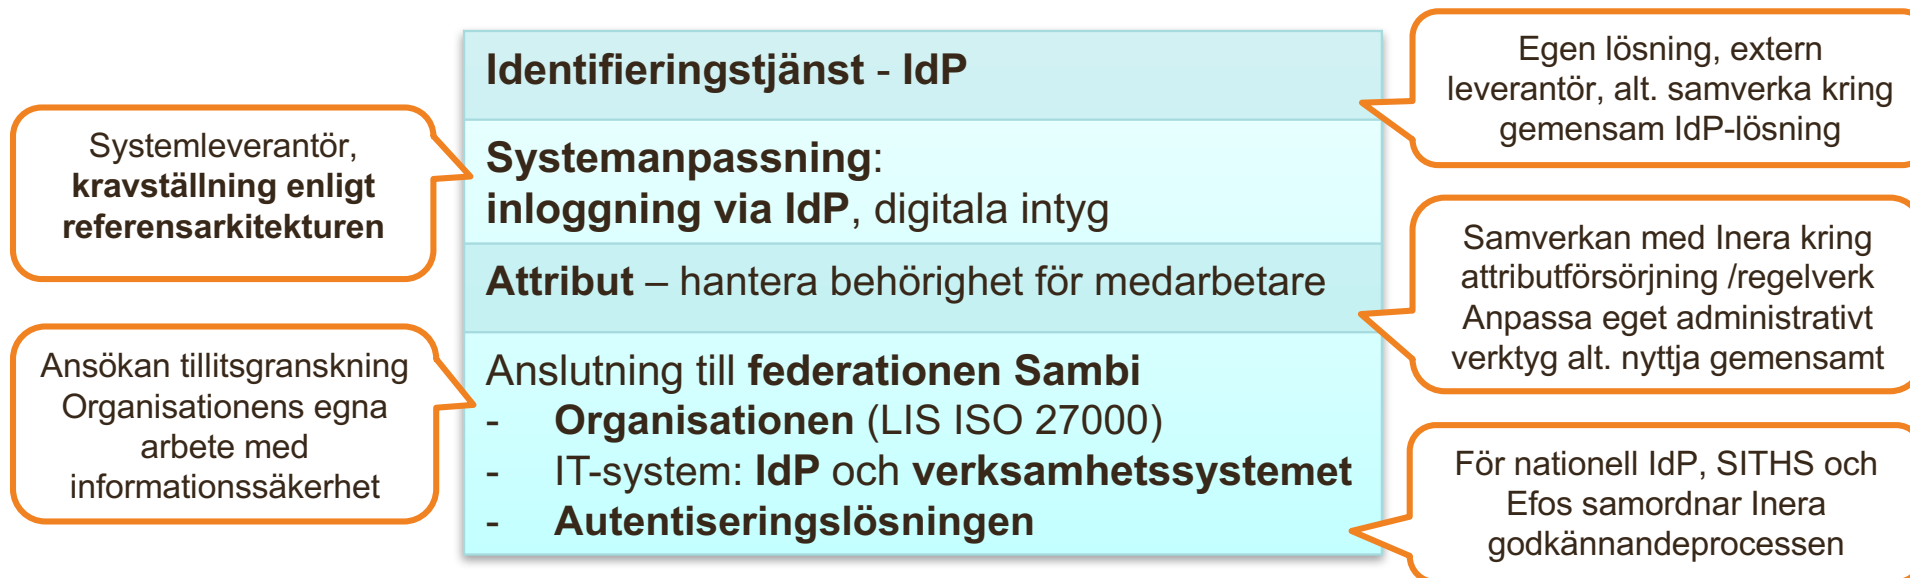 Identifieringstjänst - IdP
Systemanpassning:
inloggning via IdP, digitala intyg
Attribut – hantera behörighet för medarbetare
Anslutning till federationen Sambi
- Organisationen (LIS ISO 27000)
- IT-system: IdP och verksamhetssystemet
- Autentiseringslösningen
Systemleverantör,
kravställning enligt
referensarkitekturen
Ansökan tillitsgranskning
Organisationens egna
arbete med
informationssäkerhet
Egen lösning, extern
leverantör, alt. samverka kring
gemensam IdP-lösning
Samverkan med Inera kring
attributförsörjning /regelverk
Anpassa eget administrativt
verktyg alt. nyttja gemensamt
För nationell IdP, SITHS och
Efos samordnar Inera
godkännandeprocessen